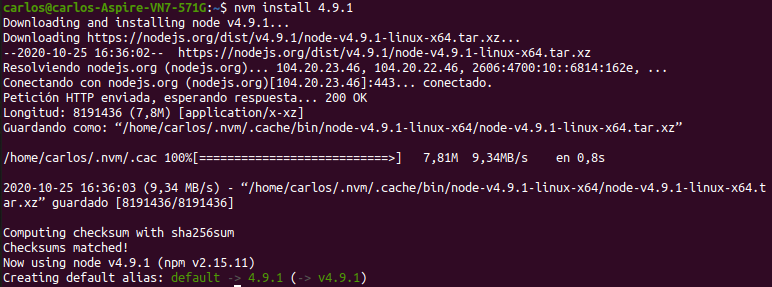 carlos@carlos-Aspire-VN7-571G:~$ nvm install 4.9.1
Downloading and installing node v4.9.1...
Downloading https://nodejs.org/dist/v4.9.1/node-v4.9.1-linux-x64.tar.xz...
--2020-10-25 16:36:02--  https://nodejs.org/dist/v4.9.1/node-v4.9.1-linux-x64.tar.xz
Resolviendo nodejs.org (nodejs.org)... 104.20.23.46, 104.20.22.46, 2606:4700:10::6814:162e, ...
Conectando con nodejs.org (nodejs.org)[104.20.23.46]:443... conectado.
Petición HTTP enviada, esperando respuesta... 200 OK
Longitud: 8191436 (7,8M) [application/x-xz]
Guardando como: “/home/carlos/.nvm/.cache/bin/node-v4.9.1-linux-x64/node-v4.9.1-linux-x64.tar.xz”
/home/carlos/.nvm/.cac 100%[===========================>]   7,81M  9,34MB/s    en 0,8s
2020-10-25 16:36:03 (9,34 MB/s) - “/home/carlos/.nvm/.cache/bin/node-v4.9.1-linux-x64/node-v4.9.1-linux-x64.t
ar.xz” guardado [8191436/8191436]
Computing checksum with sha256sum
Checksums matched!
Now using node v4.9.1 (npm v2.15.11)
Creating default alias: default -> 4.9.1 (-> v4.9.1)